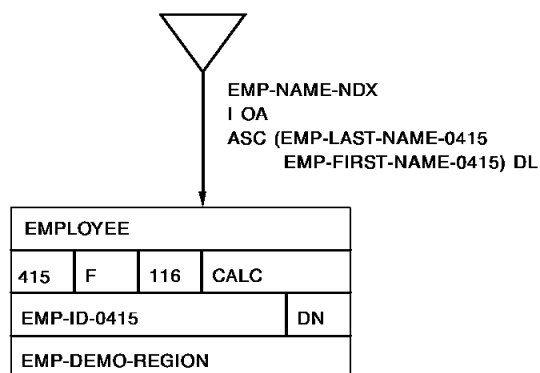 EMP-NAME-NDX
I OA
ASC (EMP-LAST-NAME-0415
EMP-FIRST-NAME-0415) DL
EMPLOYEE
415 F 116 CALC
EMP-ID-0415 DN
EMP-DEMO-REGION